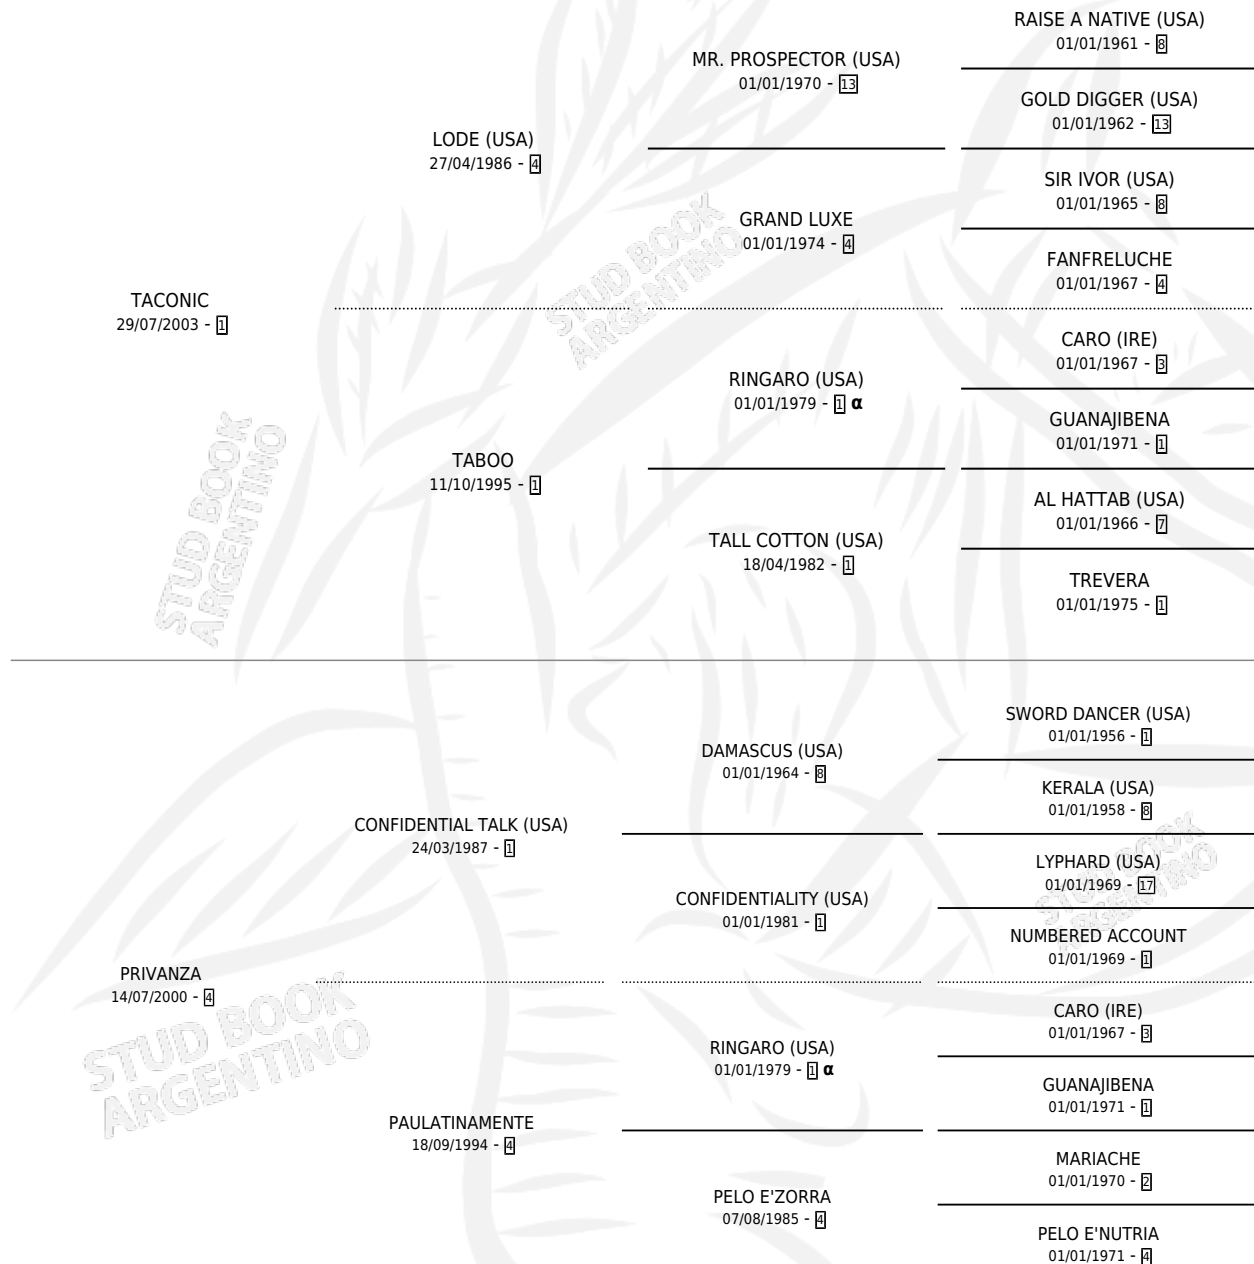 RAISE A NATIVE (USA)
01/01/1961 - 8
MR. PROSPECTOR (USA)
01/01/1970 - 13
GOLD DIGGER (USA)
01/01/1962 - 13
LODE (USA)
27/04/1986 - 4
SIR IVOR (USA)
01/01/1965 - 8
GRAND LUXE
01/01/1974 - 4
FANFRELUCHE
01/01/1967 - 4
TACONIC
29/07/2003 - 1
CARO (IRE)
01/01/1967 - 3
RINGARO (USA)
01/01/1979 - 1 α
GUANAJIBENA
01/01/1971 - 1
TABOO
11/10/1995 - 1
AL HATTAB (USA)
01/01/1966 - 7
TALL COTTON (USA)
18/04/1982 - 1
TREVERA
01/01/1975 - 1
SWORD DANCER (USA)
01/01/1956 - 1
DAMASCUS (USA)
01/01/1964 - 8
KERALA (USA)
01/01/1958 - 8
CONFIDENTIAL TALK (USA)
24/03/1987 - 1
LYPHARD (USA)
01/01/1969 - 17
CONFIDENTIALITY (USA)
01/01/1981 - 1
NUMBERED ACCOUNT
01/01/1969 - 1
PRIVANZA
14/07/2000 - 4
CARO (IRE)
01/01/1967 - 3
RINGARO (USA)
01/01/1979 - 1 α
GUANAJIBENA
01/01/1971 - 1
PAULATINAMENTE
18/09/1994 - 4
MARIACHE
01/01/1970 - 2
PELO E'ZORRA
07/08/1985 - 4
PELO E'NUTRIA
01/01/1971 - 4
STUD BOOK
ARGENTINO
STUD BOOK
ARGENTINO
STUD BOOK
ARGENTINO
STUD BOOK
ARGENTINO